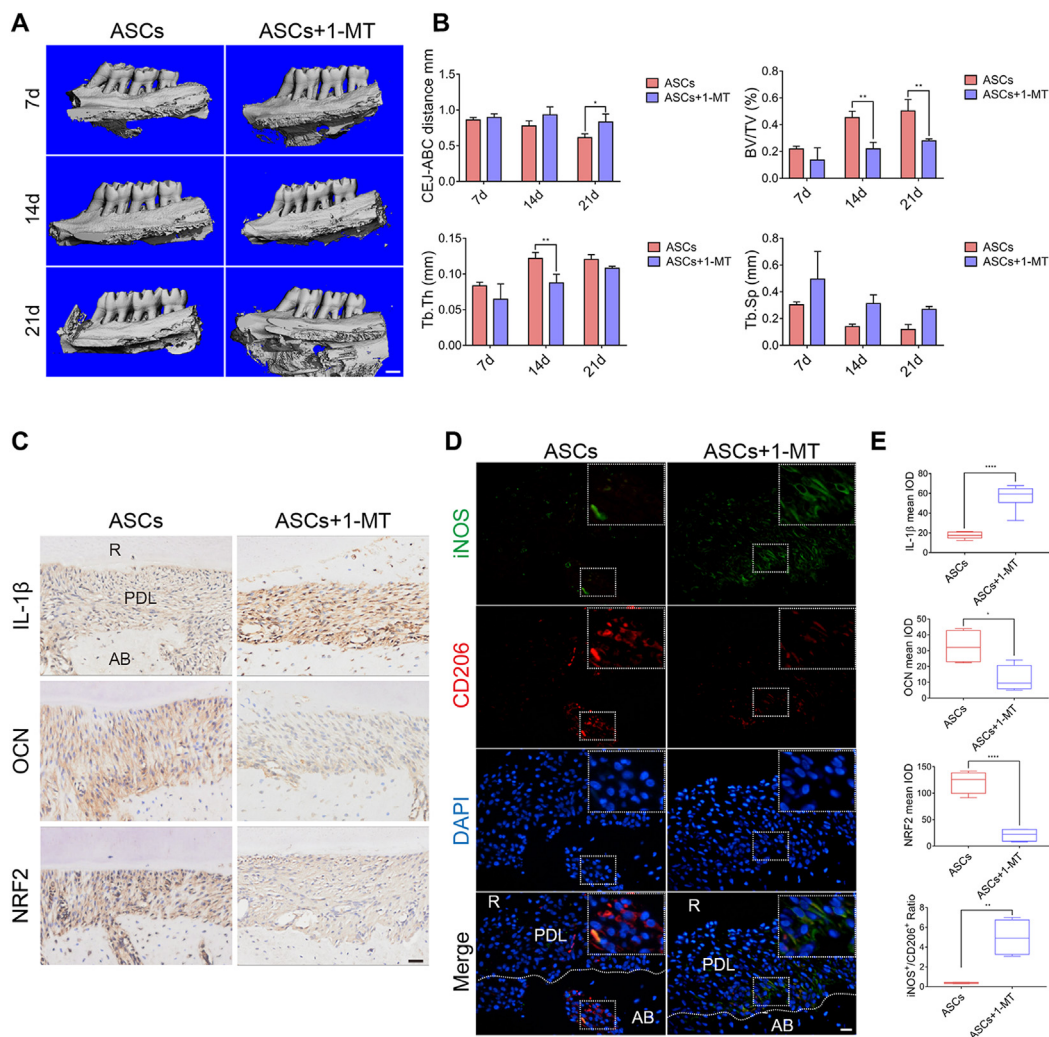 A
ASCs
ASCs+1-MT
7d
14d
21d
B
CEJ-ABC distance mm
1.5
1.0
0.5
0.0
*
7d
14d
21d
ASCs
ASCs+1-MT
BV/TV (%)
0.8
0.6
0.4
0.2
0.0
**
**
7d
14d
21d
ASCs
ASCs+1-MT
Tb.Th (mm)
0.15
0.10
0.05
0.00
**
7d
14d
21d
ASCs
ASCs+1-MT
Tb.Sp (mm)
0.8
0.6
0.4
0.2
0.0
7d
14d
21d
ASCs
ASCs+1-MT
C
ASCs
ASCs+1-MT
IL-1β
R
PDL
AB
OCN
NRF2
D
ASCs
ASCs+1-MT
iNOS
CD206
DAPI
Merge
R
PDL
AB
R
PDL
AB
E
IL-1β mean IOD
80
60
40
20
0
****
ASCs
ASCs+1-MT
OCN mean IOD
50
40
30
20
10
0
*
ASCs
ASCs+1-MT
NRF2 mean IOD
150
100
50
0
****
ASCs
ASCs+1-MT
iNOS⁺/CD206⁺ Ratio
8
6
4
2
0
**
ASCs
ASCs+1-MT